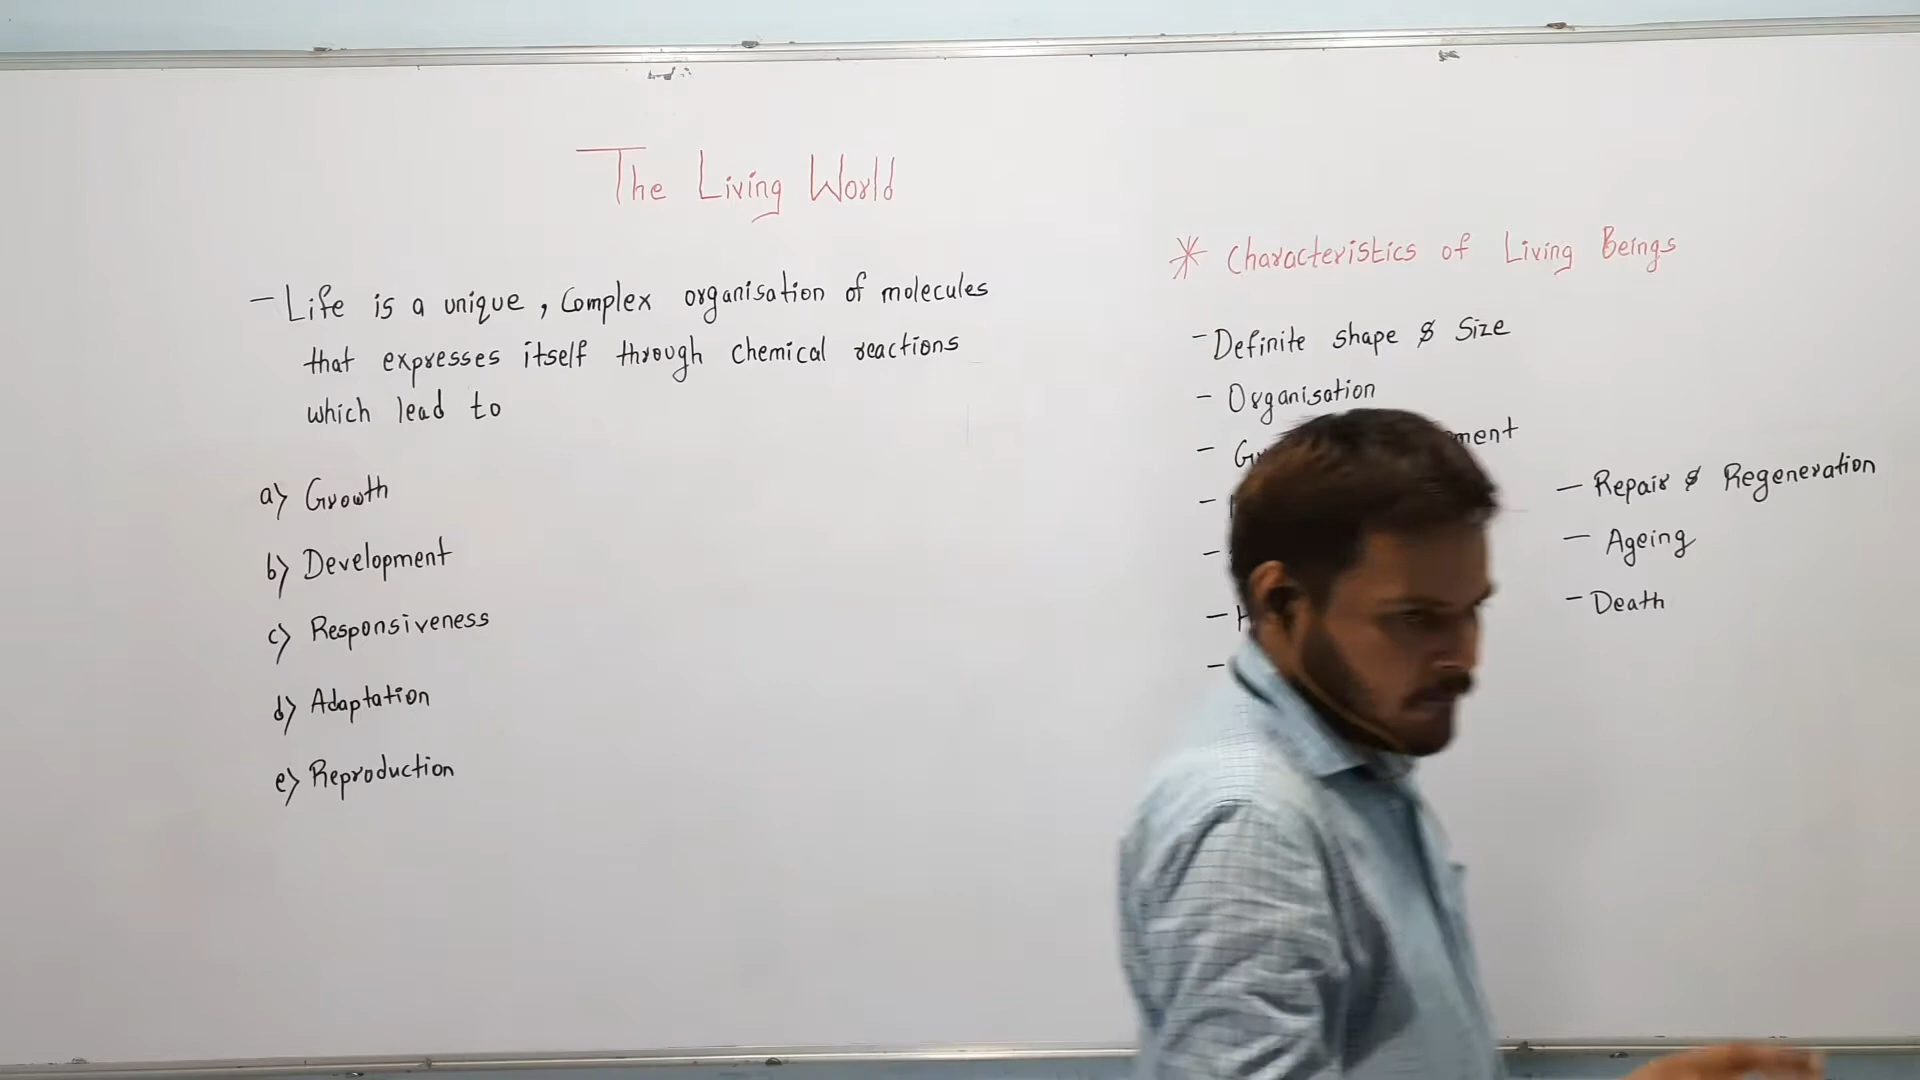 The Living World
- Life is a unique, Complex organisation of molecules
that expresses itself through chemical reactions
which lead to
a) Growth
b) Development
c) Responsiveness
d) Adaptation
e) Reproduction
* Characteristics of Living Beings
- Definite shape & Size
- Organisation
- Repair & Regeneration
- Ageing
- Death